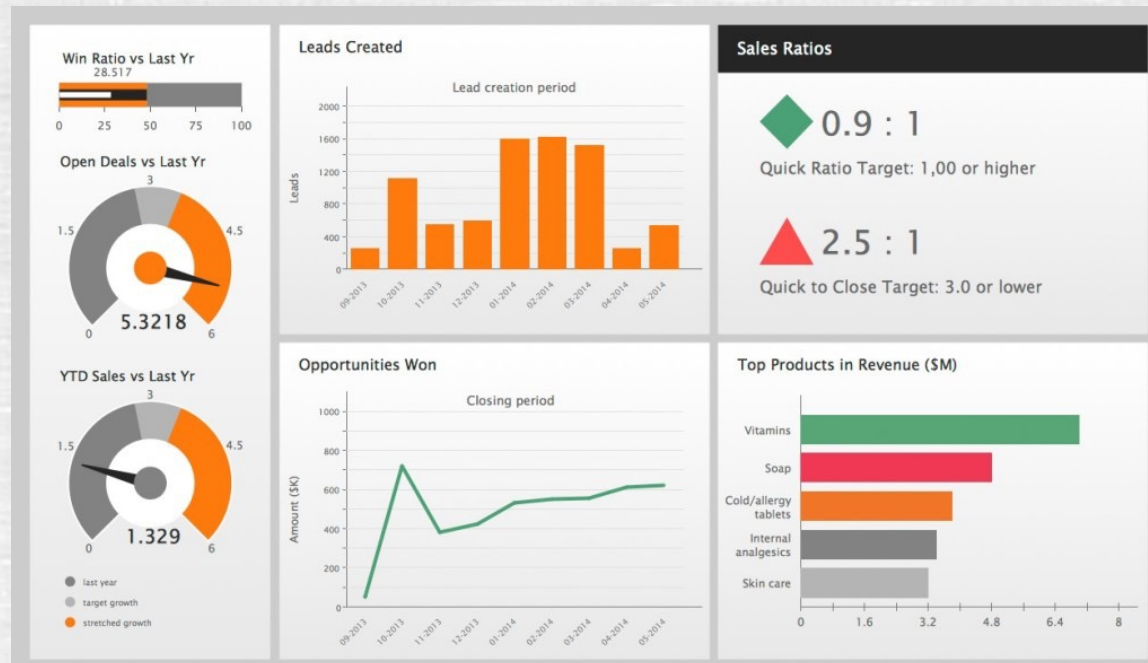 Win Ratio vs Last Yr
28.517
0 25 50 75 100
Open Deals vs Last Yr
3
1.5 4.5
5.3218
0 6
YTD Sales vs Last Yr
3
1.5 4.5
1.329
0 6
last year
target growth
stretched growth
Leads Created
Lead creation period
2000
1600
1200
800
400
0
Leads
09-2013 10-2013 11-2013 12-2013 01-2014 02-2014 03-2014 04-2014 05-2014
Opportunities Won
Closing period
1000
800
600
400
200
0
Amount ($K)
09-2013 10-2013 11-2013 12-2013 01-2014 02-2014 03-2014 04-2014 05-2014
Sales Ratios
0.9 : 1
Quick Ratio Target: 1,00 or higher
2.5 : 1
Quick to Close Target: 3.0 or lower
Top Products in Revenue ($M)
Vitamins
Soap
Cold/allergy
tablets
Internal
analgesics
Skin care
0 1.6 3.2 4.8 6.4 8